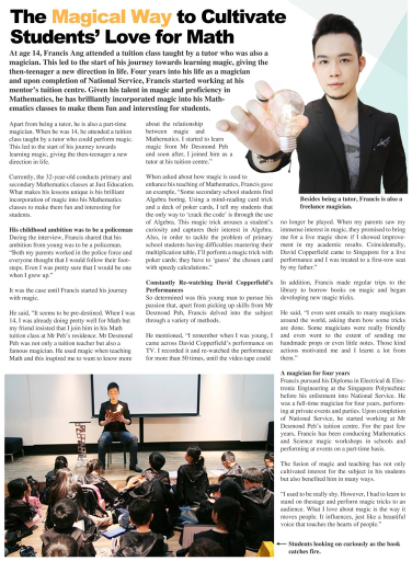 The Magical Way to Cultivate
Students' Love for Math
At age 14, Francis Ang attended a tuition class taught by a tutor who was also a
magician. This led to the start of his journey towards learning magic, giving the
then-teenager a new direction in life. Four years into his life as a magician
and upon completion of National Service, Francis started working at his
mentor's tuition centre. Given his talent in magic and proficiency in
Mathematics, he has brilliantly incorporated magic into his Math-
ematics classes to make them fun and interesting for students.
Apart from being a tutor, he is also a part-time
magician. When he was 14, he attended a tuition
class taught by a tutor who could perform magic.
This led to the start of his journey towards
learning magic, giving the then-teenager a new
direction in life.
Currently, the 32-year-old conducts primary and
secondary Mathematics classes at Just Education.
What makes his lessons unique is his brilliant
incorporation of magic into his Mathematics
classes to make them fun and interesting for
students.
His childhood ambition was to be a policeman
During the interview, Francis shared that his
ambition from young was to be a policeman.
"Both my parents worked in the police force and
everyone thought that I would follow their foot-
steps. Even I was pretty sure that I would be one
when I grew up."
It was the case until Francis started his journey
with magic.
He said, "It seems to be pre-destined. When I was
14, I was already doing pretty well for Math but
my friend insisted that I join him in his Math
tuition class at Mr Peh's residence. Mr Desmond
Peh was not only a tuition teacher but also a
famous magician. He used magic when teaching
Math and this inspired me to want to know more
about the relationship
between magic and
Mathematics. I started to learn
magic from Mr Desmond Peh
and soon after, I joined him as a
tutor at his tuition centre."
When asked about how magic is used to
enhance his teaching of Mathematics, Francis gave
an example, "Some secondary school students find
Algebra boring. Using a mind-reading card trick
and a deck of poker cards, I tell my students that
the only way to 'crack the code' is through the use
of Algebra. This magic trick arouses a student's
curiosity and captures their interest in Algebra.
Also, in order to tackle the problem of primary
school students having difficulties mastering their
multiplication table, I'll perform a magic trick with
poker cards; they have to 'guess' the chosen card
with speedy calculations."
Constantly Re-watching David Copperfield's
Performances
So determined was this young man to pursue his
passion that, apart from picking up skills from Mr
Desmond Peh, Francis delved into the subject
through a variety of methods.
He mentioned, "I remember when I was young, I
came across David Copperfield's performance on
TV. I recorded it and re-watched the performance
for more than 50 times, until the video tape could
Besides being a tutor, Francis is also a
freelance magician.
no longer be played. When my parents saw my
immense interest in magic, they promised to bring
me for a live magic show if I showed improve-
ment in my academic results. Coincidentally,
David Copperfield came to Singapore for a live
performance and I was treated to a first-row seat
by my father."
In addition, Francis made regular trips to the
library to borrow books on magic and began
developing new magic tricks.
He said, "I even sent emails to many magicians
around the world, asking them how some tricks
are done. Some magicians were really friendly
and even went to the extent of sending me
handmade props or even little notes. Those kind
actions motivated me and I learnt a lot from
them."
A magician for four years
Francis pursued his Diploma in Electrical & Elec-
tronic Engineering at the Singapore Polytechnic
before his enlistment into National Service. He
was a full-time magician for four years, perform-
ing at private events and parties. Upon completion
of National Service, he started working at Mr
Desmond Peh's tuition centre. For the past few
years, Francis has been conducting Mathematics
and Science magic workshops in schools and
performing at events on a part-time basis.
The fusion of magic and teaching has not only
cultivated interest for the subject in his students
but also benefited him in many ways.
"I used to be really shy. However, I had to learn to
stand on the stage and perform magic tricks to an
audience. What I love about magic is the way it
moves people. It influences, just like a beautiful
voice that touches the hearts of people."
Students looking on curiously as the book
catches fire.